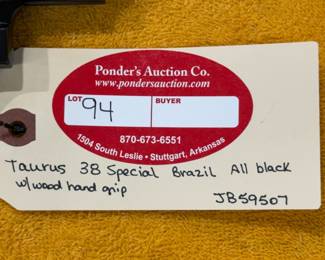 Ponder's Auction Co.
www.pondersauction.com
LOT 94 BUYER
870-673-6551
1504 South Leslie • Stuttgart, Arkansas
Taurus 38 Special Brazil All black
w/wood hand grip
JB59507